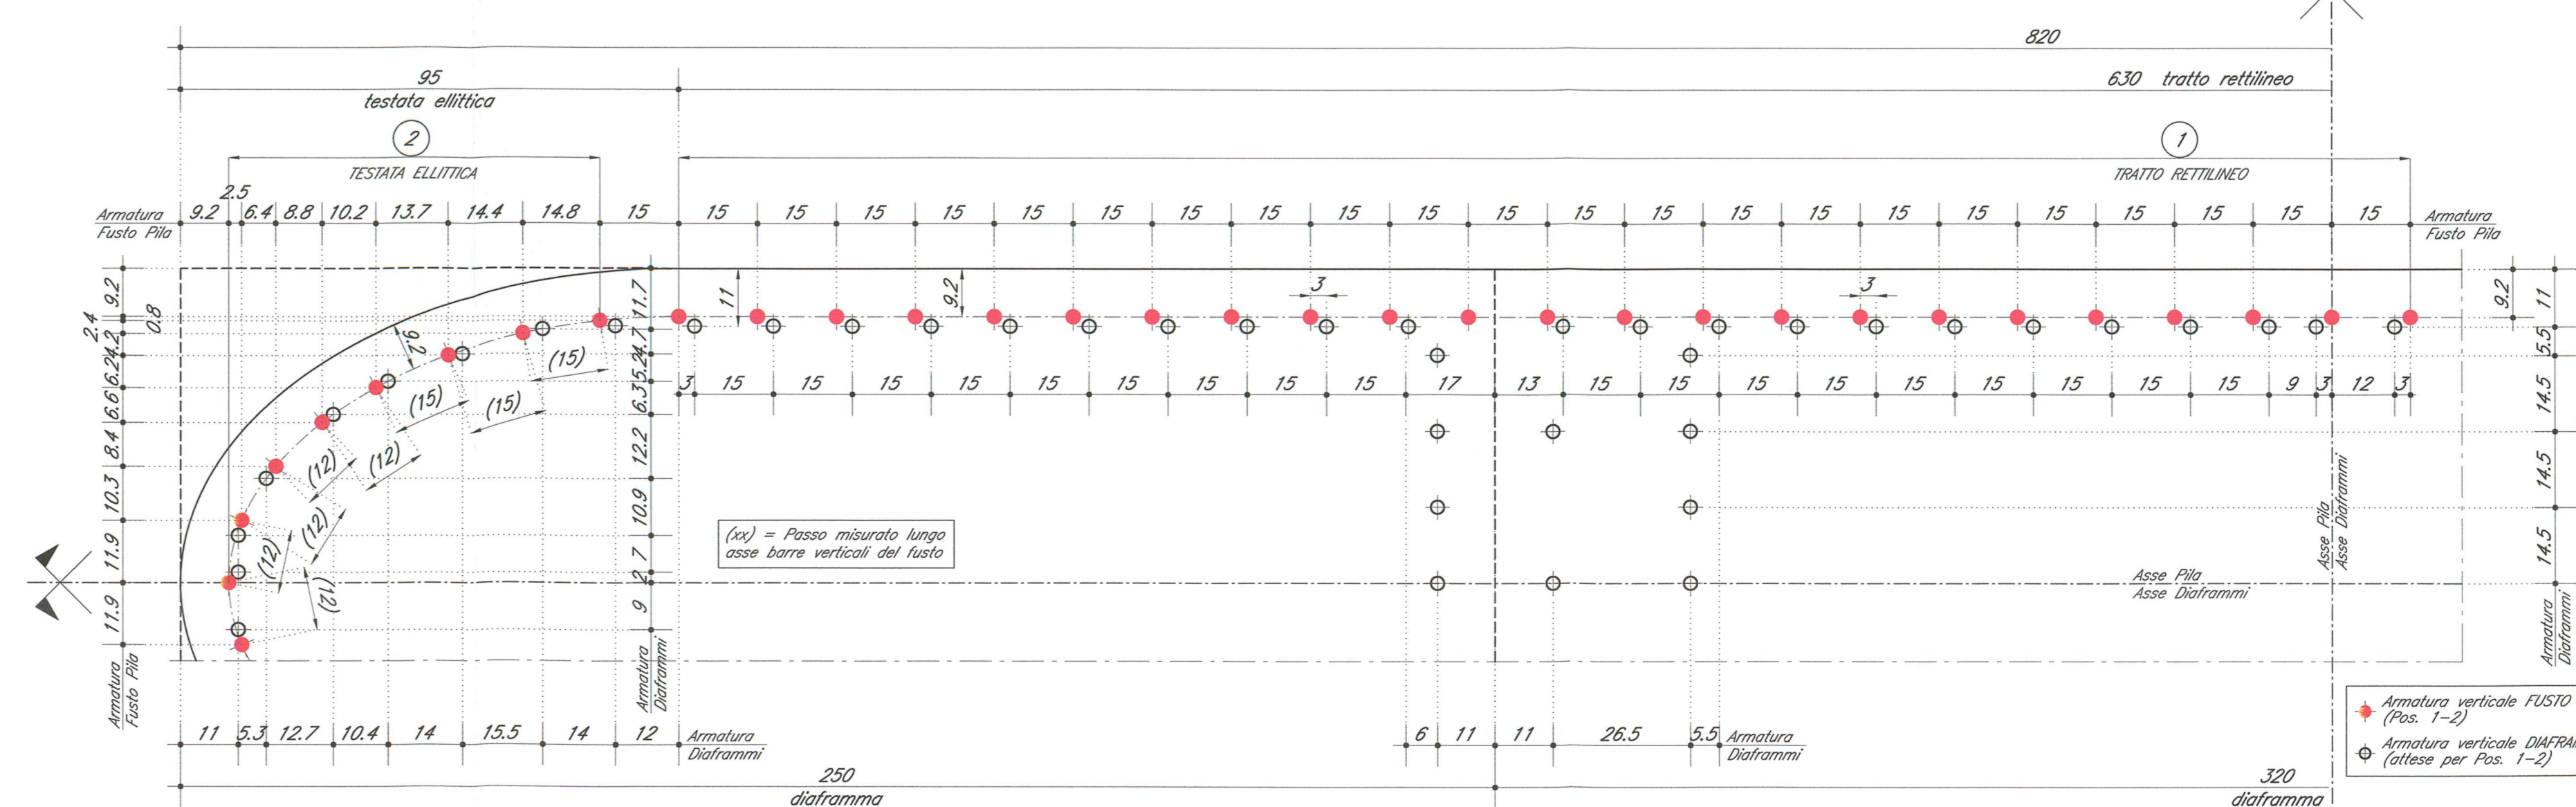 820
95
testata ellittica
630 tratto rettilineo
2
TESTATA ELLITTICA
1
TRATTO RETTILINEO
Armatura
Fusto Pila
9.2 2.5 6.4 8.8 10.2 13.7 14.4 14.8 15 15 15 15 15 15 15 15 15 15 15 15 15 15 15 15 15 15 15 15 15 15 15
Armatura
Fusto Pila
9.2
0.8
2.4
4.2
6.2
6.6
8.4
10.3
11.9
11.9
Armatura
Fusto Pila
9.2
(15)
(15)
(15)
(12)
(12)
(12)
(12)
(12)
11.7
4.7
5.2
6.3
12.2
10.9
7
2
9
Armatura
Diaframmi
11
9.2
3
3
3 15 15 15 15 15 15 15 15 15 17 13 15 15 15 15 15 15 15 15 9 3 12 3
(xx) = Passo misurato lungo
asse barre verticali del fusto
Asse Pila
Asse Diaframmi
Asse Pila
Asse Diaframmi
9.2
11
5.5
14.5
14.5
14.5
Armatura
Diaframmi
11 5.3 12.7 10.4 14 15.5 14 12
Armatura
Diaframmi
6 11 11 26.5 5.5
Armatura
Diaframmi
Armatura verticale FUSTO
(Pos. 1-2)
Armatura verticale DIAFRA
(attese per Pos. 1-2)
250
diaframma
320
diaframma